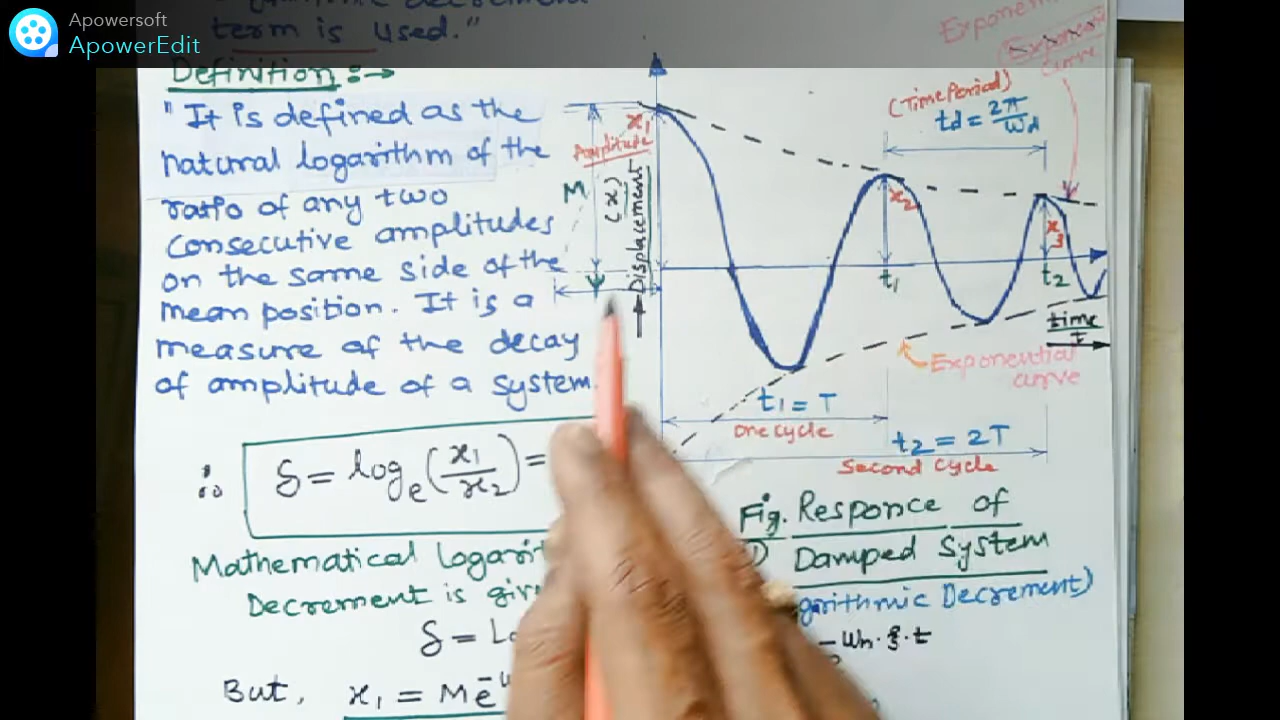 Apowersoft
ApowerEdit
term is used."
Definition :→
"It is defined as the
natural logarithm of the
ratio of any two
consecutive amplitudes
on the same side of the
mean position. It is a
measure of the decay
of amplitude of a system.
∴ δ = log e (x1/x2) =
Mathematical logarit
Decrement is giv
δ = Lo
But, x1 = Me
x1
Amplitude
M
Displacement
(x)
(Time Period)
td = 2π/ωd
Exponen
Curve
x2
x3
t1
t2
time
Exponential
curve
t1 = T
One cycle
t2 = 2T
Second cycle
Fig. Responce of
Damped System
garithmic Decrement)
ωn·ξ·t